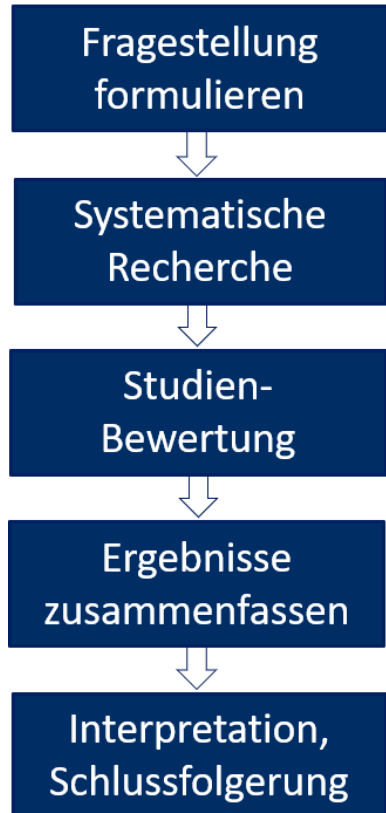 Fragestellung
formulieren
Systematische
Recherche
Studien-
Bewertung
Ergebnisse
zusammenfassen
Interpretation,
Schlussfolgerung